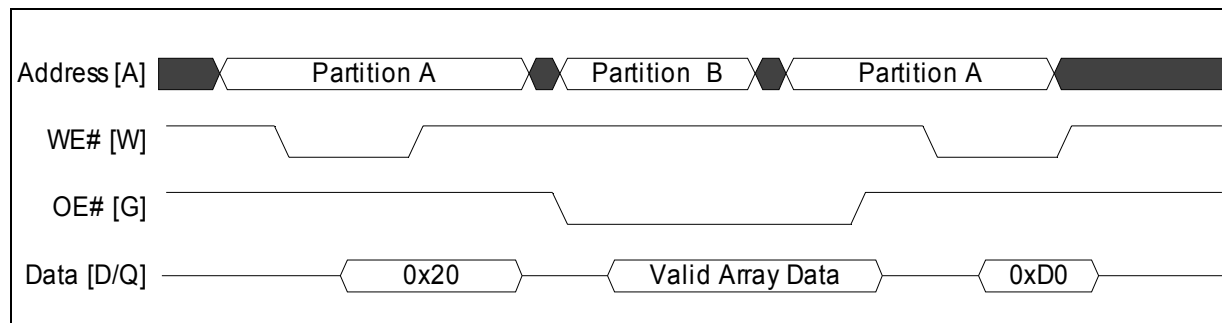 Address [A] Partition A Partition B Partition A
WE# [W]
OE# [G]
Data [D/Q] 0x20 Valid Array Data 0xD0